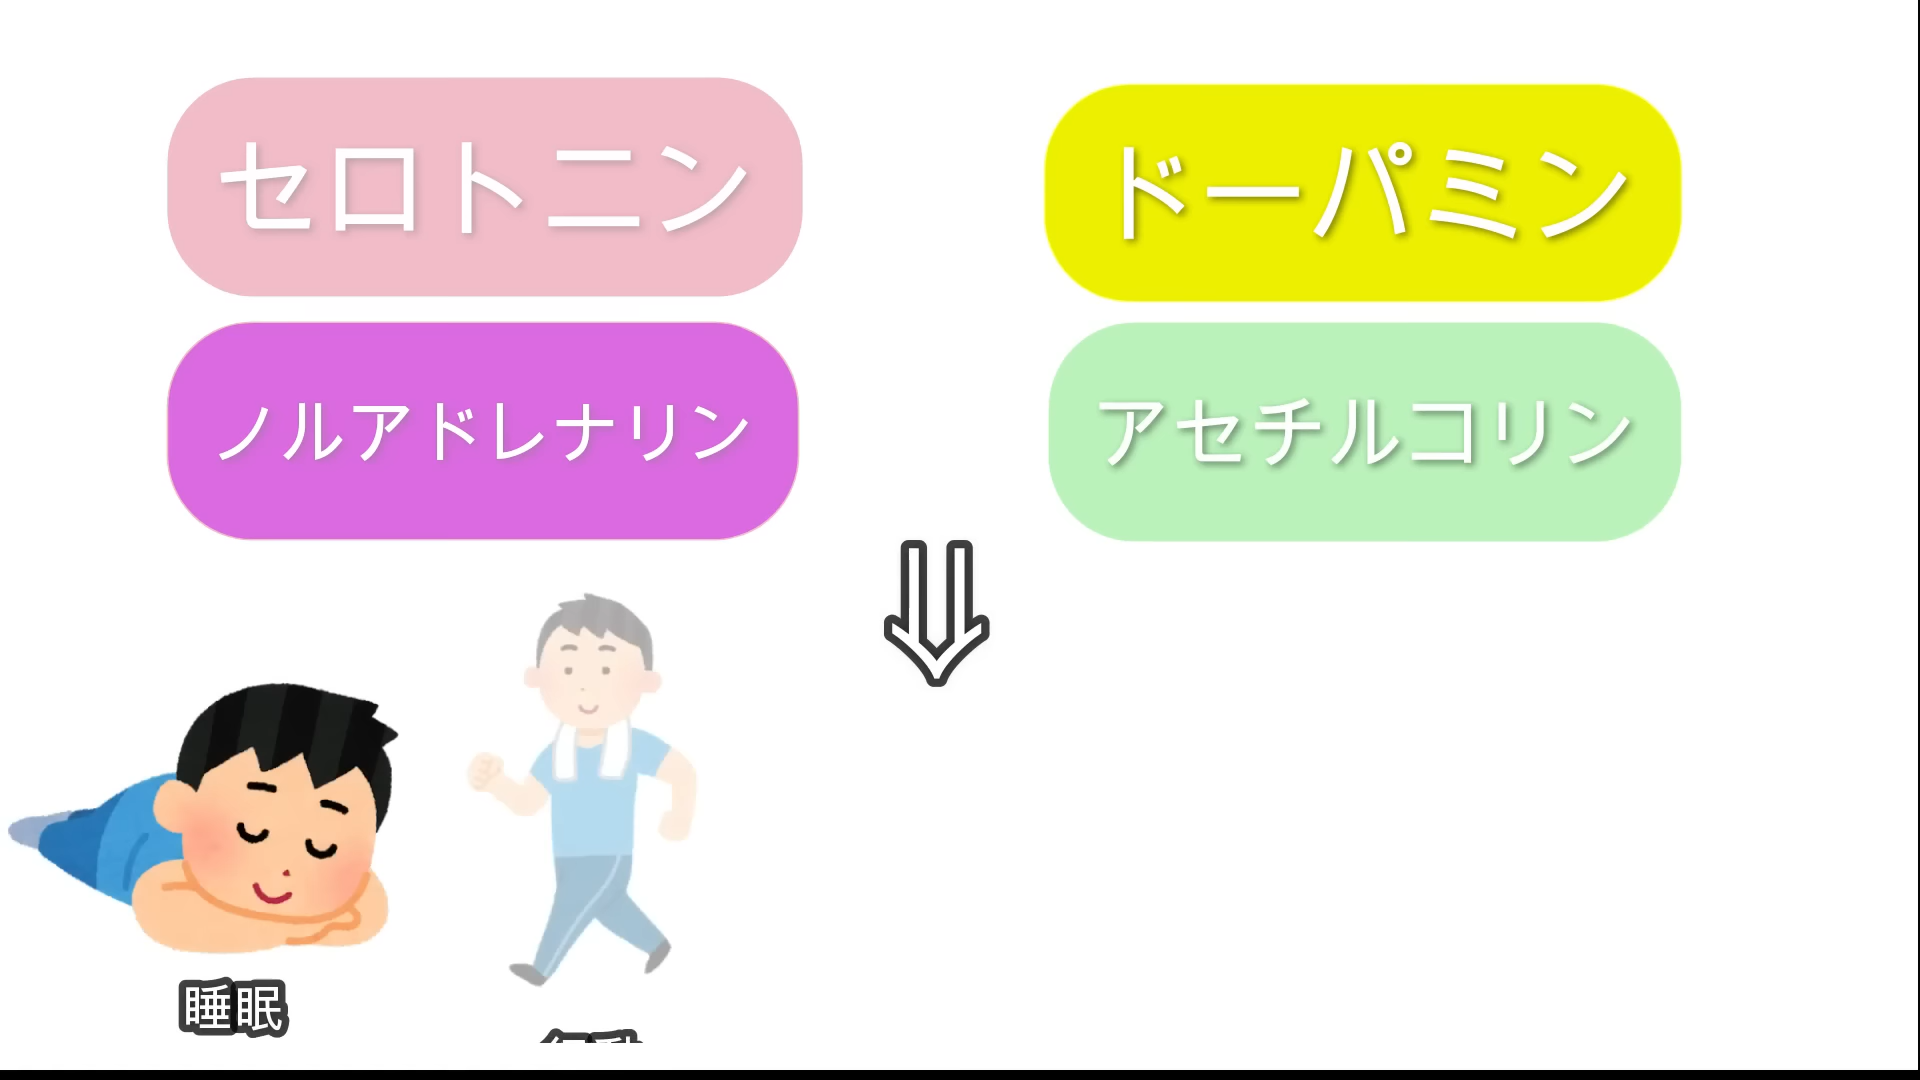 セロトニン
ドーパミン
ノルアドレナリン
アセチルコリン
睡眠